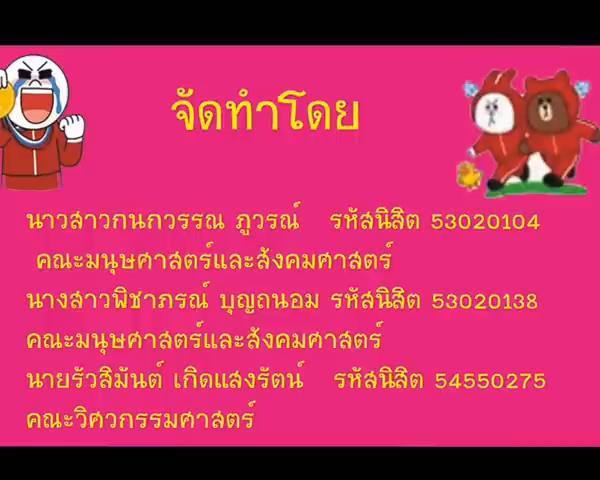 จัดทำโดย
นาวสาวกนกวรรณ ภูวรณ์ รหัสนิสิต 53020104
คณะมนุษศาสตร์และสังคมศาสตร์
นางสาวพิชาภรณ์ บุญถนอม รหัสนิสิต 53020138
คณะมนุษศาสตร์และสังคมศาสตร์
นายรัวสิมันต์ เกิดแสงรัตน์ รหัสนิสิต 54550275
คณะวิศวกรรมศาสตร์